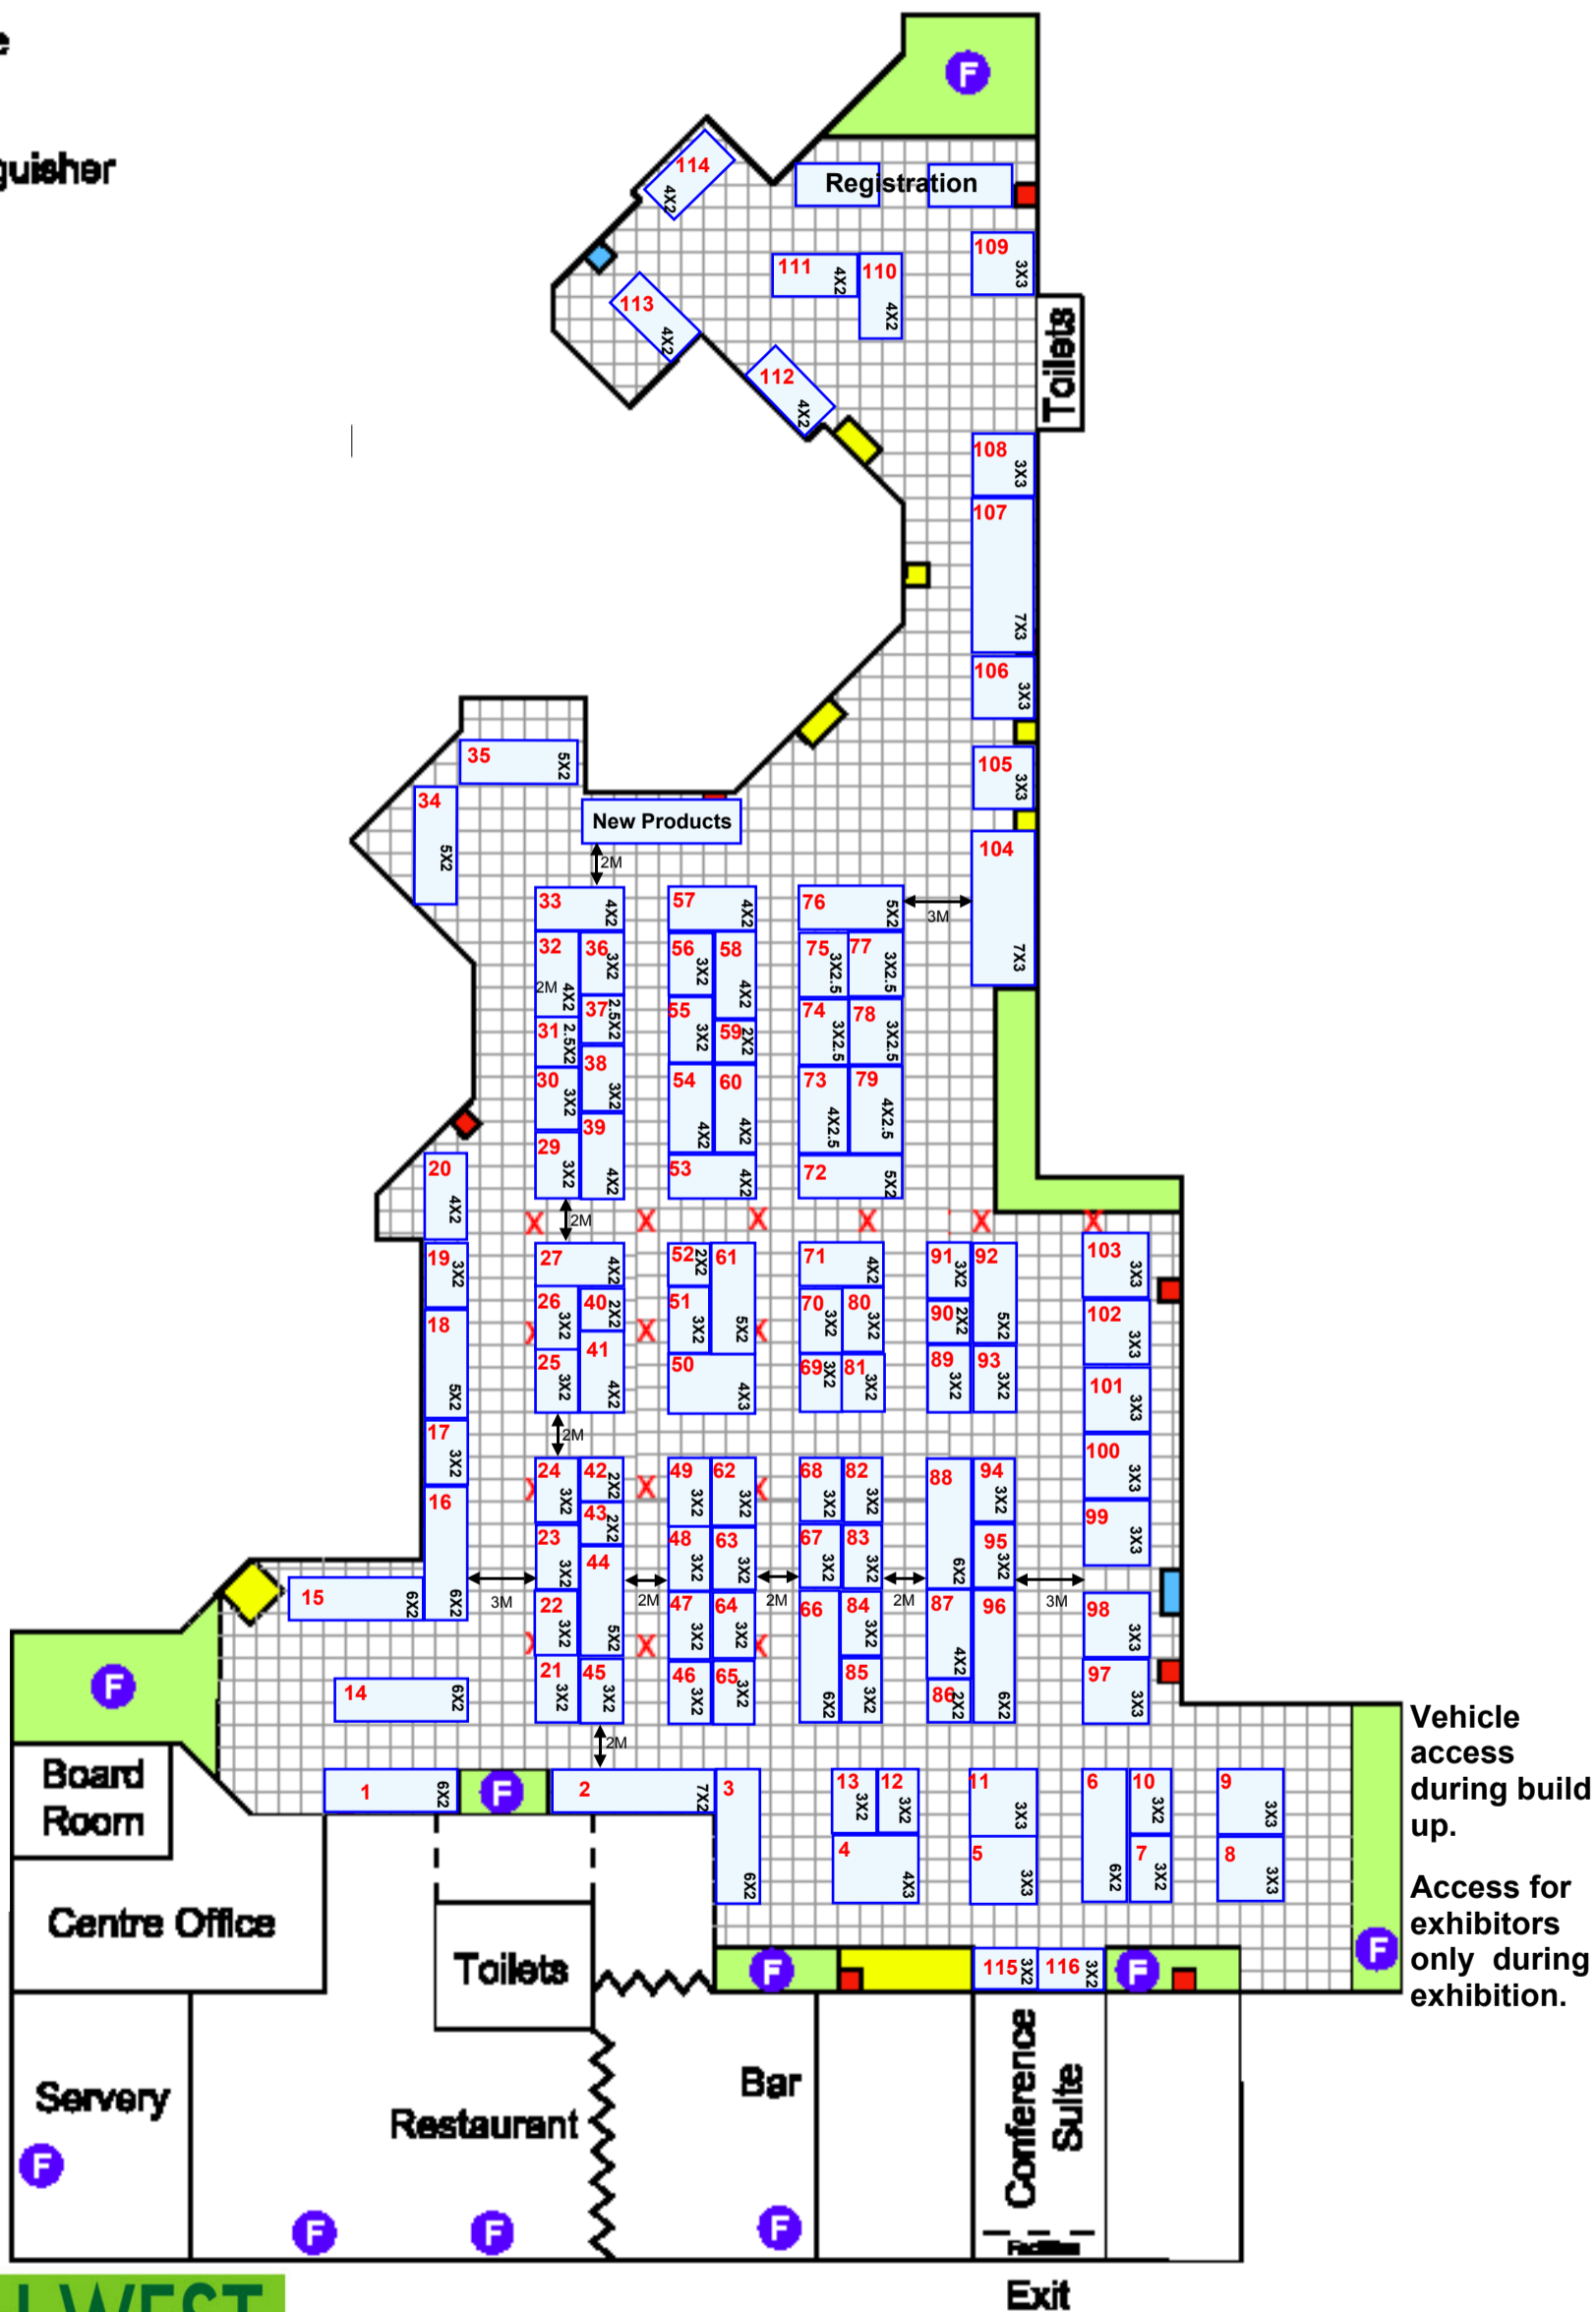 guisher
F
114
4X2
Registration
109
3X3
111
4X2
110
4X2
113
4X2
Toilets
112
4X2
108
3X3
107
7X3
106
3X3
35
5X2
105
3X3
34
5X2
New Products
104
7X3
2M
33
4X2
57
4X2
76
5X2
3M
32
2M
4X2
36
3X2
56
3X2
58
4X2
75
3X2.5
77
3X2.5
37
2.5X2
55
3X2
74
3X2.5
78
3X2.5
31
2.5X2
59
2X2
38
3X2
30
3X2
54
4X2
60
4X2
73
4X2.5
79
4X2.5
39
4X2
29
3X2
20
4X2
53
4X2
72
5X2
X
2M
X
X
X
X
X
19
3X2
27
4X2
52
2X2
61
5X2
71
4X2
91
3X2
92
5X2
103
3X3
26
3X2
40
2X2
51
3X2
70
3X2
80
3X2
90
2X2
102
3X3
18
5X2
X
X
X
41
4X2
25
3X2
50
4X3
69
3X2
81
3X2
89
3X2
93
3X2
101
3X3
17
3X2
2M
100
3X3
24
3X2
42
2X2
49
3X2
62
3X2
68
3X2
82
3X2
88
6X2
94
3X2
16
6X2
X
X
X
43
2X2
99
3X3
23
3X2
44
5X2
48
3X2
63
3X2
67
3X2
83
3X2
95
3X2
15
6X2
3M
2M
2M
2M
3M
22
3X2
47
3X2
64
3X2
66
6X2
84
3X2
87
4X2
96
6X2
98
3X3
X
X
X
21
3X2
45
3X2
46
3X2
65
3X2
85
3X2
86
2X2
97
3X3
F
14
6X2
2M
Vehicle
access
during build
up.
Board
Room
1
6X2
F
2
7X2
3
6X2
13
3X2
12
3X2
11
3X3
6
6X2
10
3X2
9
3X3
4
4X3
5
3X3
7
3X2
8
3X3
Access for
exhibitors
only during
exhibition.
Centre Office
Toilets
F
115
3X2
116
3X2
F
F
Servery
F
Restaurant
Bar
Conference
Suite
F
F
F
Exit
WEST